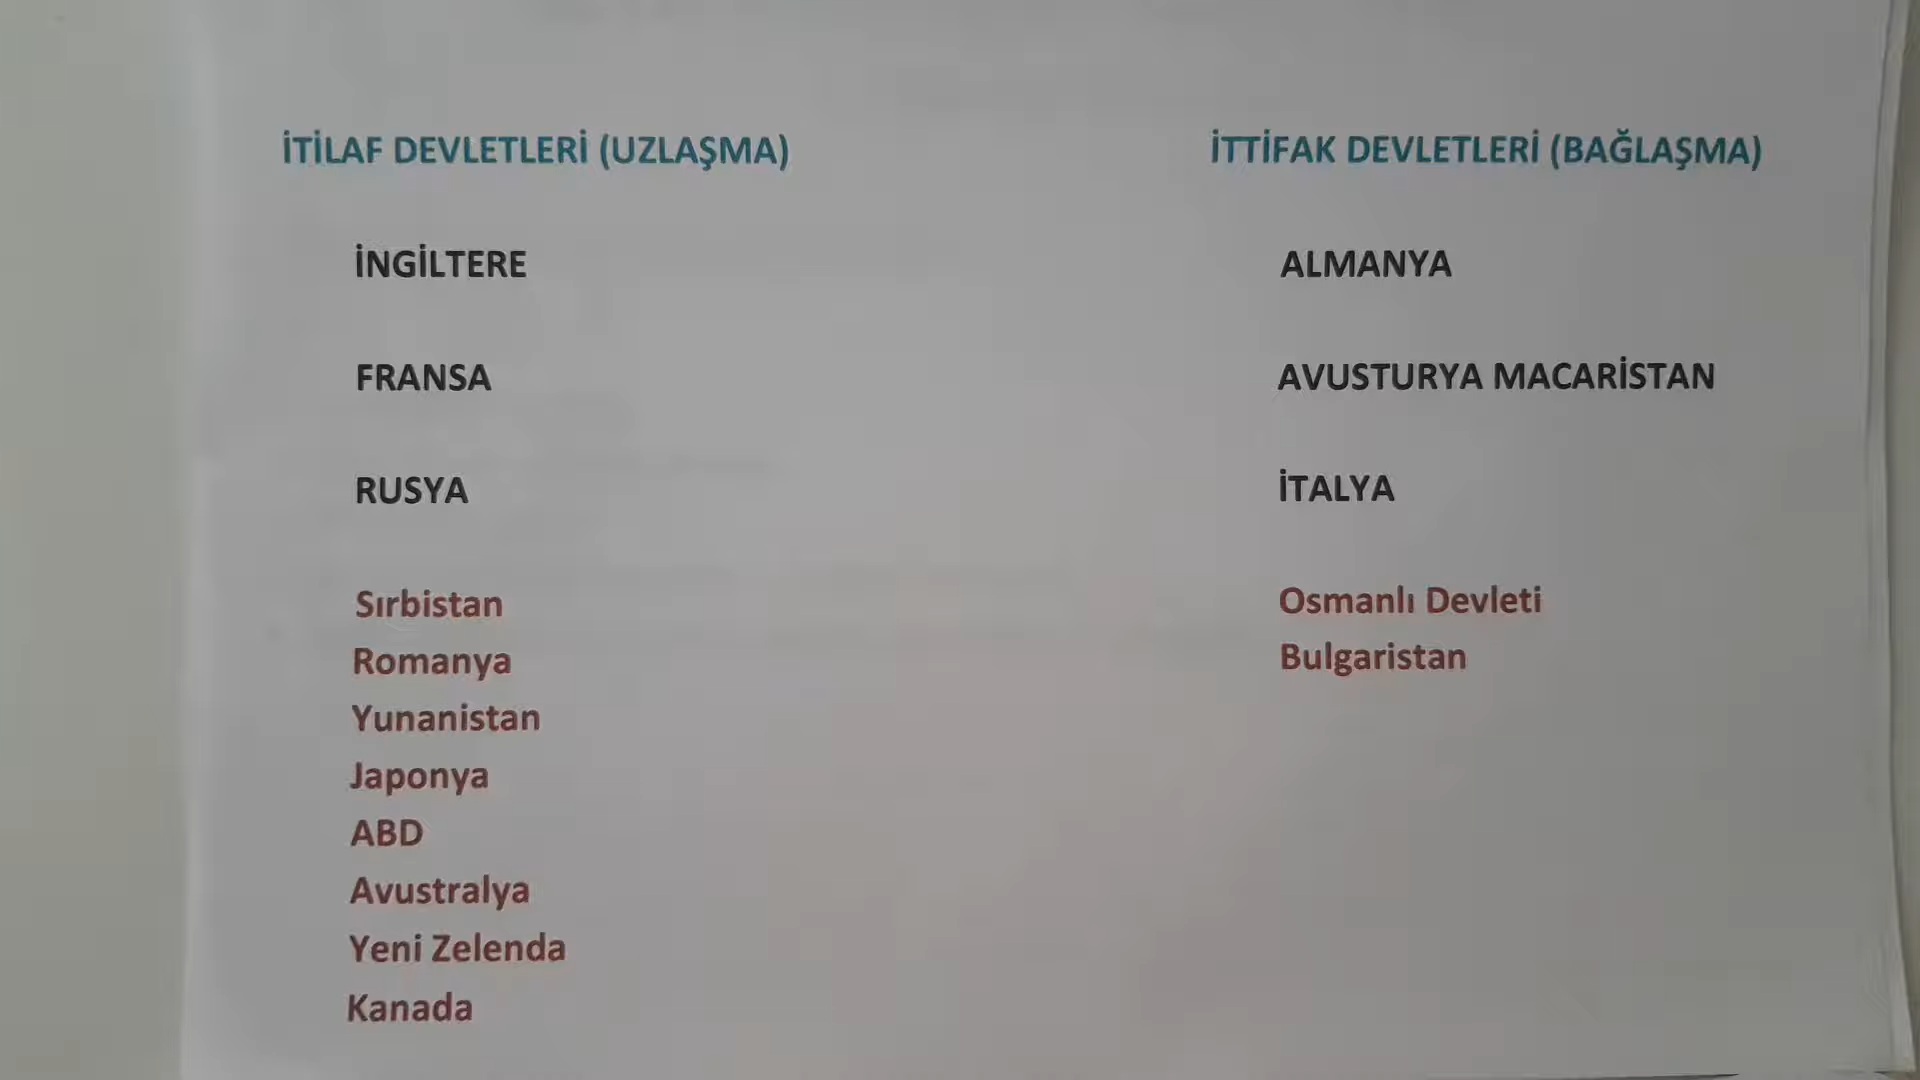 İTİLAF DEVLETLERİ (UZLAŞMA)
İNGİLTERE
FRANSA
RUSYA
Sırbistan
Romanya
Yunanistan
Japonya
ABD
Avustralya
Yeni Zelenda
Kanada
İTTİFAK DEVLETLERİ (BAĞLAŞMA)
ALMANYA
AVUSTURYA MACARİSTAN
İTALYA
Osmanlı Devleti
Bulgaristan